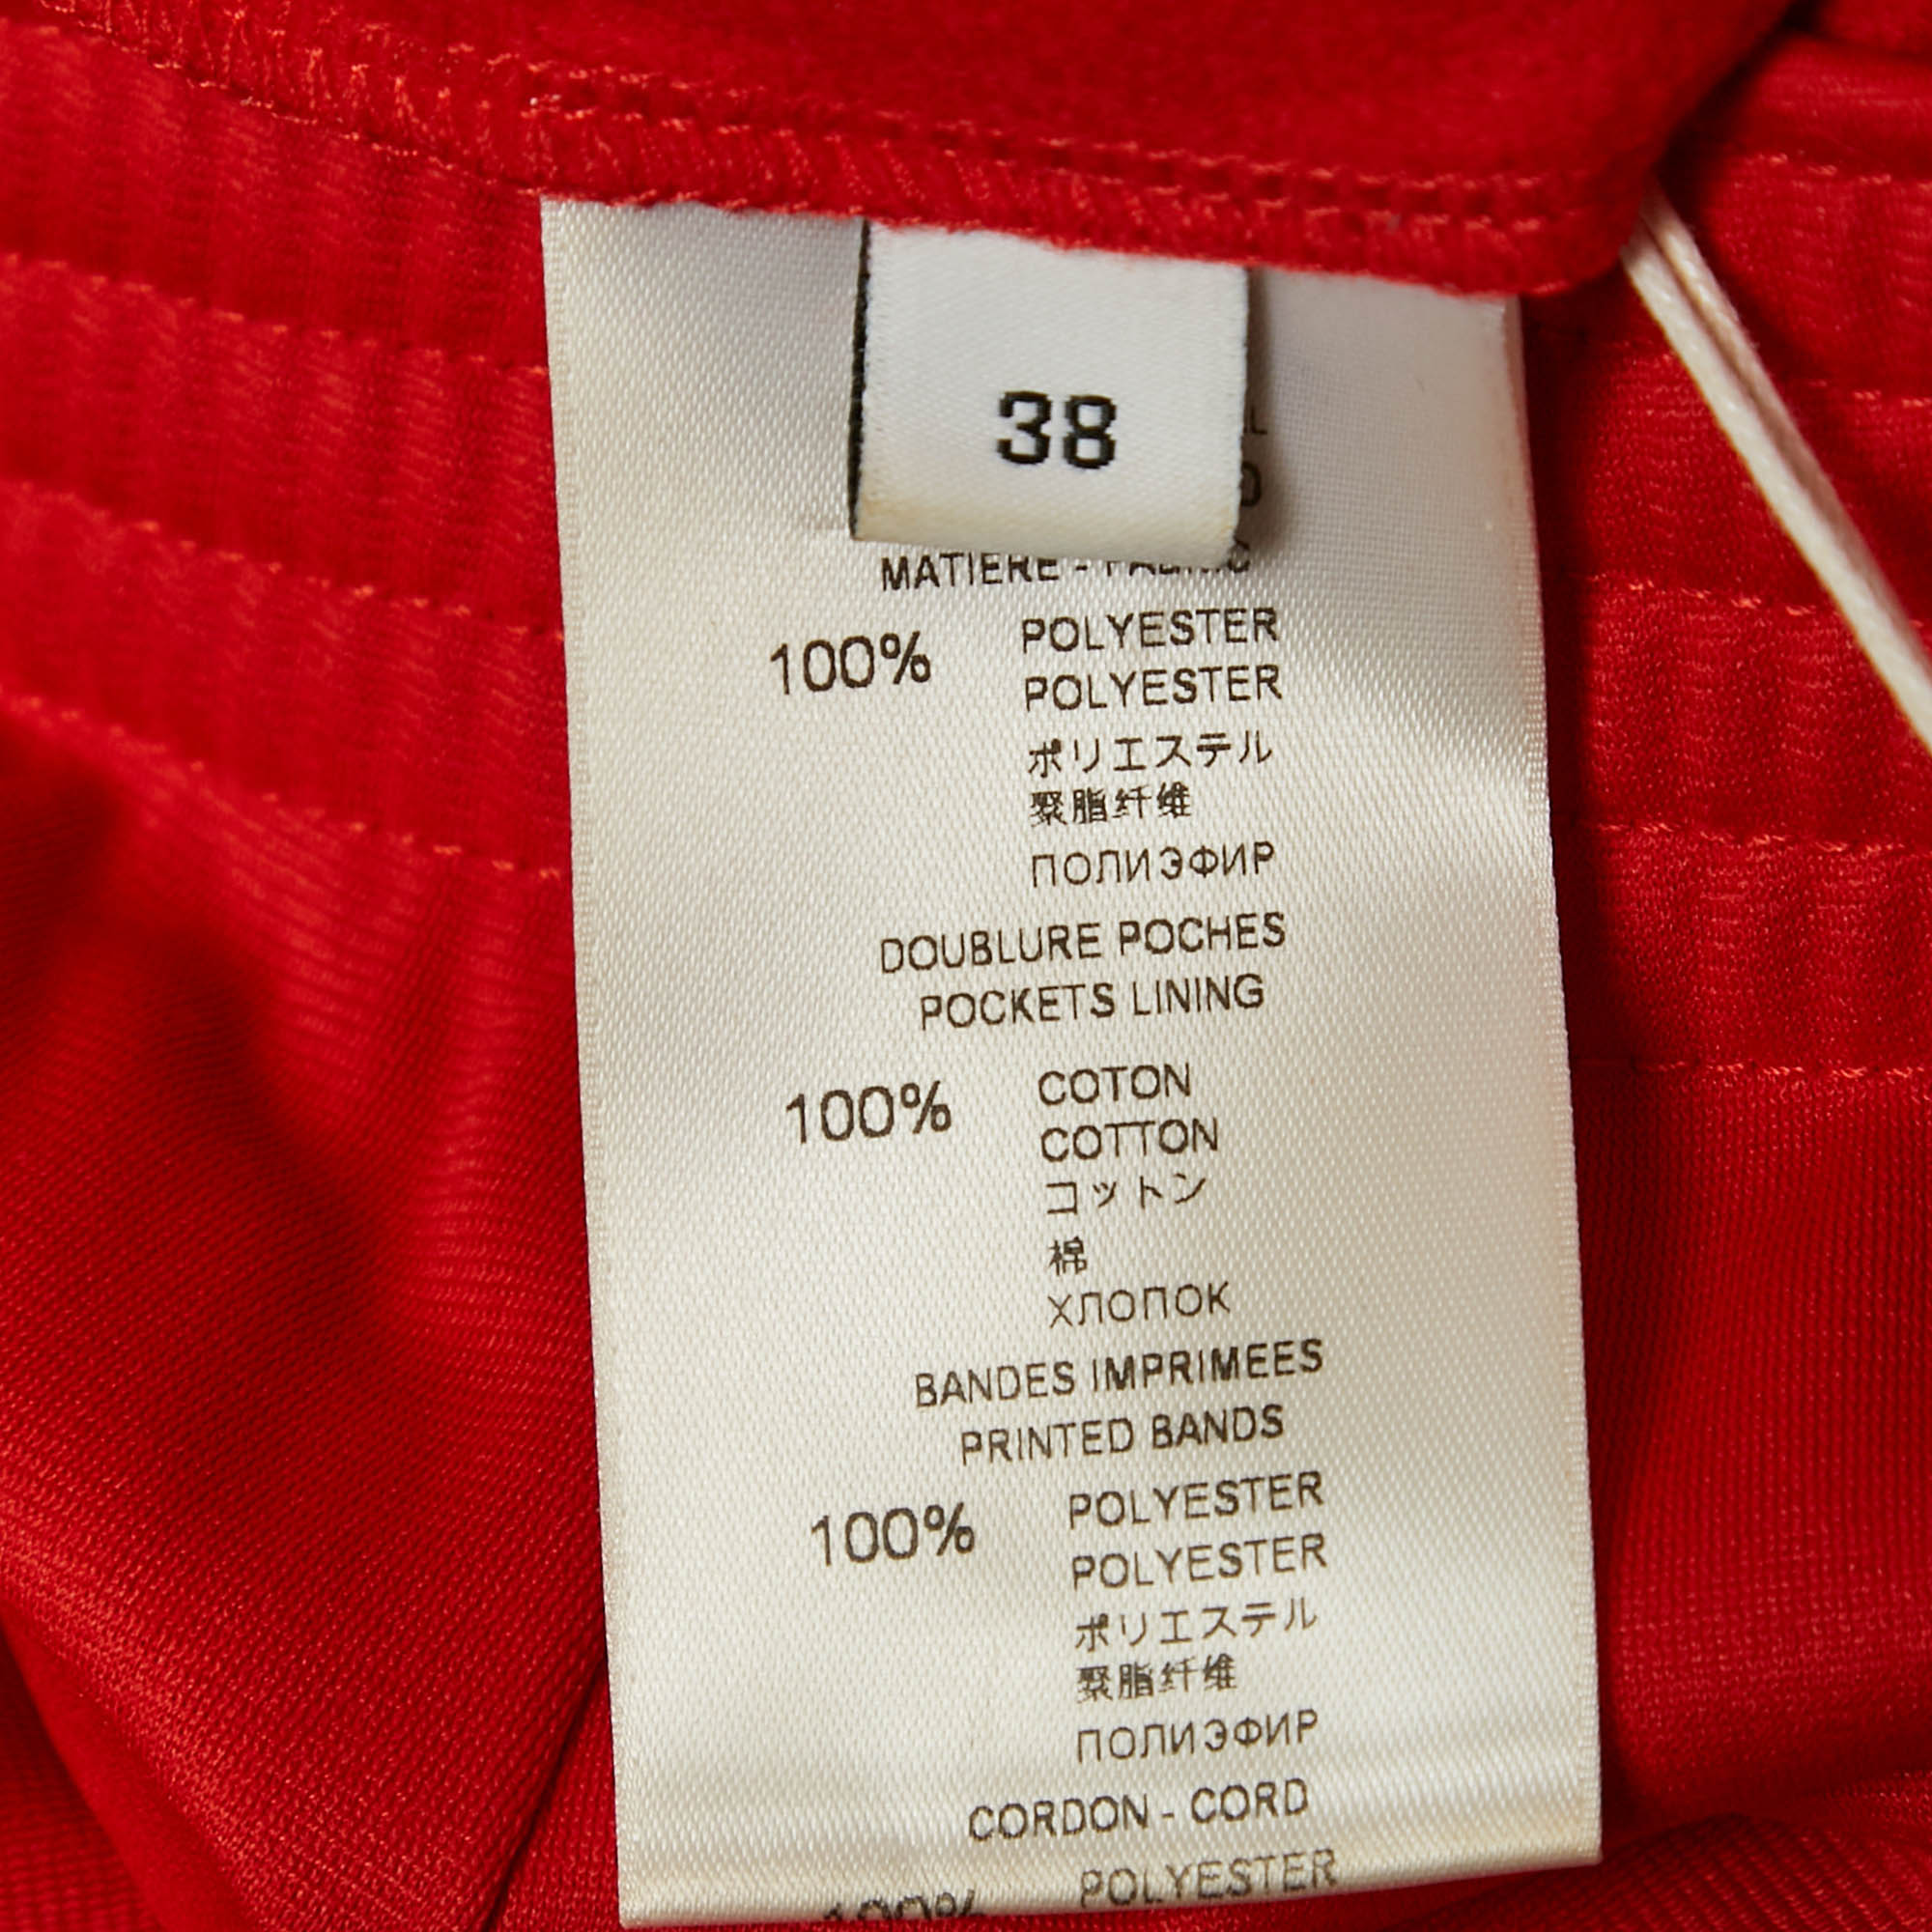 38
MATIERE -
100% POLYESTER
POLYESTER
ポリエステル
聚脂纤维
ПОЛИЭФИР
DOUBLURE POCHES
POCKETS LINING
100% COTON
COTTON
コットン
棉
ХЛОПОК
BANDES IMPRIMEES
PRINTED BANDS
100% POLYESTER
POLYESTER
ポリエステル
聚脂纤维
ПОЛИЭФИР
CORDON - CORD
100% POLYESTER